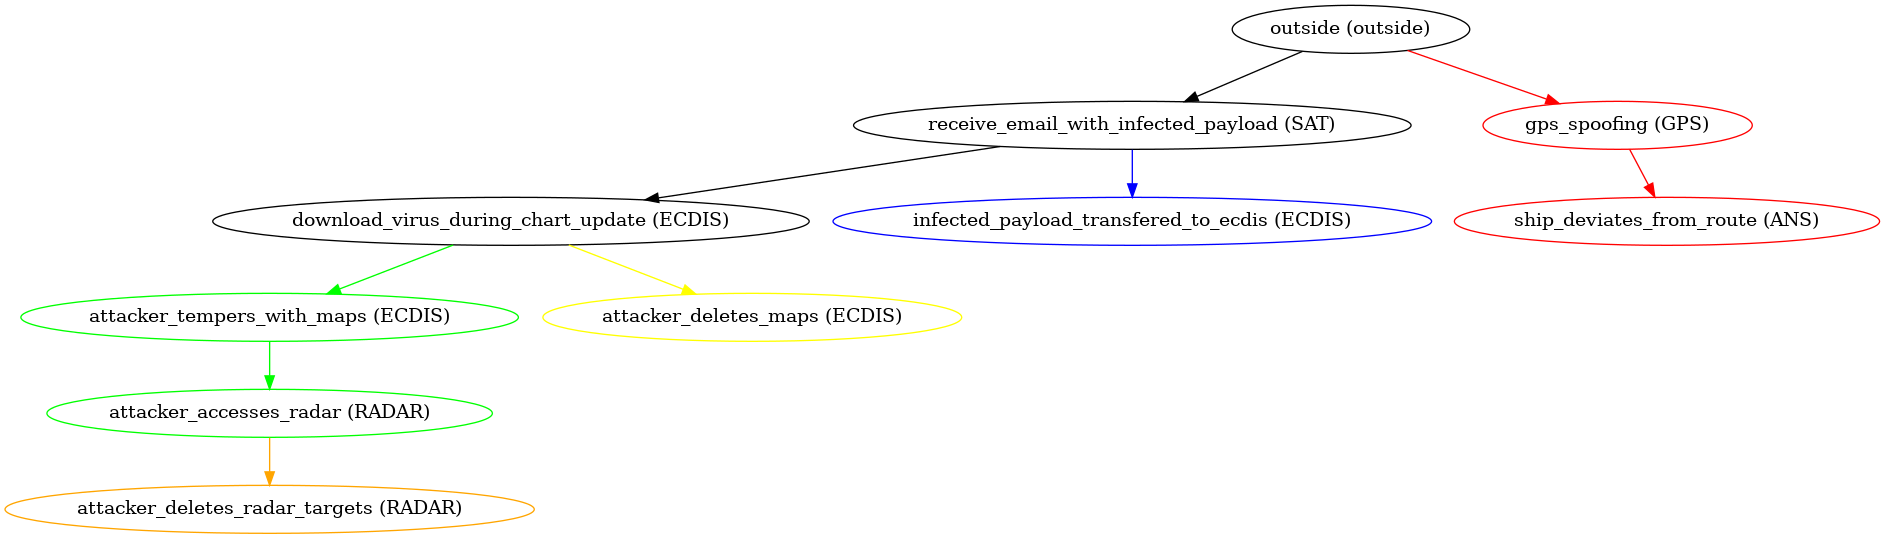 outside (outside)
receive_email_with_infected_payload (SAT)
gps_spoofing (GPS)
download_virus_during_chart_update (ECDIS)
infected_payload_transfered_to_ecdis (ECDIS)
ship_deviates_from_route (ANS)
attacker_tempers_with_maps (ECDIS)
attacker_deletes_maps (ECDIS)
attacker_accesses_radar (RADAR)
attacker_deletes_radar_targets (RADAR)